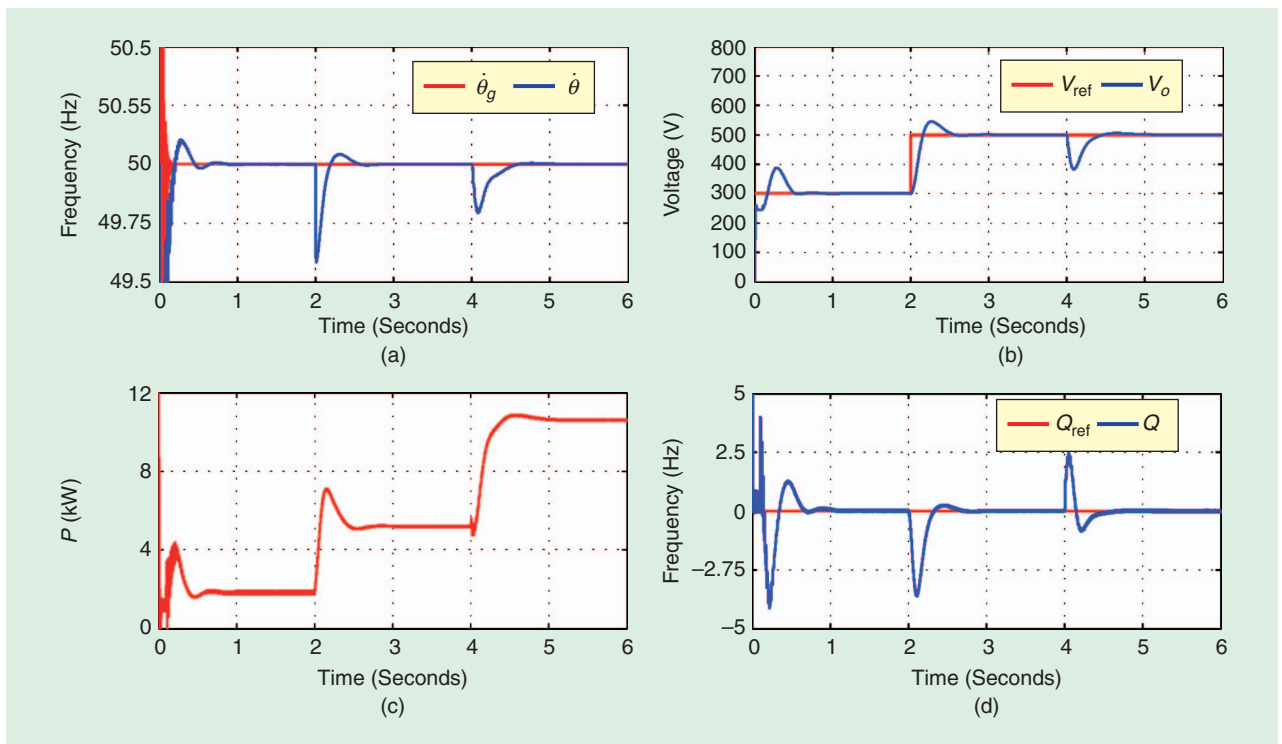 50.5
50.55
50
49.75
49.5
Frequency (Hz)
θ̇g θ̇
0 1 2 3 4 5 6
Time (Seconds)
(a)
800
700
600
500
400
300
200
100
0
Voltage (V)
Vref Vo
0 1 2 3 4 5 6
Time (Seconds)
(b)
12
8
4
0
P (kW)
0 1 2 3 4 5 6
Time (Seconds)
(c)
5
2.5
0
−2.75
−5
Frequency (Hz)
Qref Q
0 1 2 3 4 5 6
Time (Seconds)
(d)